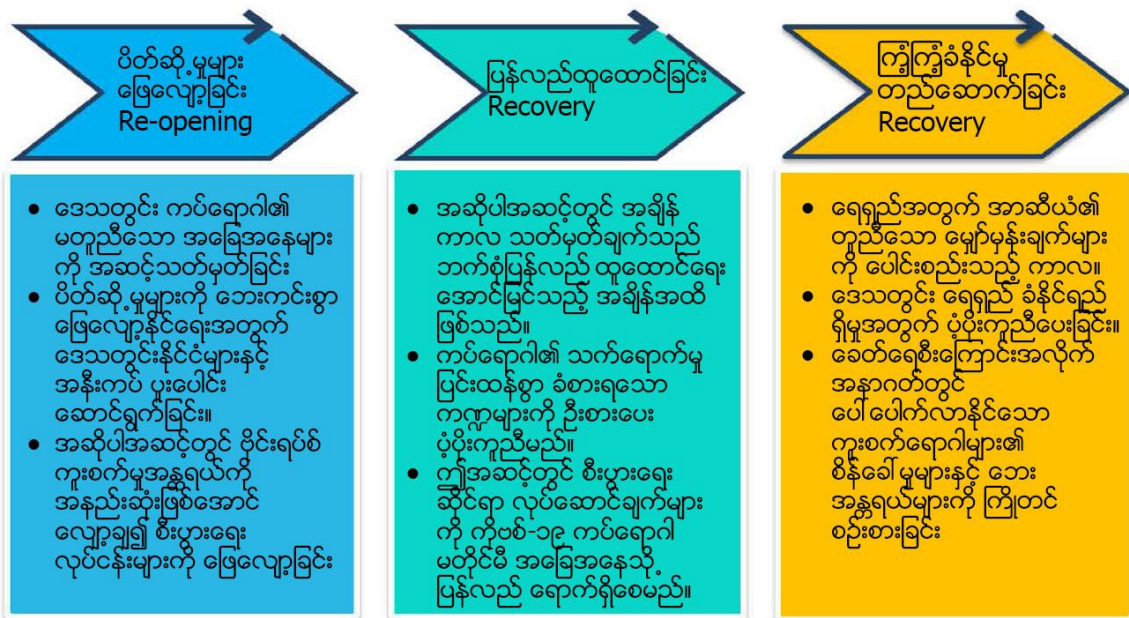 ပိတ်ဆို့မှုများ
ဖြေလျော့ခြင်း
Re-opening
ဒေသတွင်း ကပ်ရောဂါ၏
မတူညီသော အခြေအနေများ
ကို အဆင့်သတ်မှတ်ခြင်း
ပိတ်ဆို့မှုများကို ဘေးကင်းစွာ
ဖြေလျော့နိုင်ရေးအတွက်
ဒေသတွင်းနိုင်ငံများနှင့်
အနီးကပ် ပူးပေါင်း
ဆောင်ရွက်ခြင်း။
အဆိုပါအဆင့်တွင် ဗိုင်းရပ်စ်
ကူးစက်မှုအန္တရာယ်ကို
အနည်းဆုံးဖြစ်အောင်
လျှော့ချ၍ စီးပွားရေး
လုပ်ငန်းများကို ဖြေလျော့ခြင်း
ပြန်လည်ထူထောင်ခြင်း
Recovery
အဆိုပါအဆင့်တွင် အချိန်
ကာလ သတ်မှတ်ချက်သည်
ဘက်စုံပြန်လည် ထူထောင်ရေး
အောင်မြင်သည့် အချိန်အထိ
ဖြစ်သည်။
ကပ်ရောဂါ၏ သက်ရောက်မှု
ပြင်းထန်စွာ ခံစားရသော
ကဏ္ဍများကို ဦးစားပေး
ပံ့ပိုးကူညီမည်။
ဤအဆင့်တွင် စီးပွားရေး
ဆိုင်ရာ လုပ်ဆောင်ချက်များ
ကို ကိုဗစ်-၁၉ ကပ်ရောဂါ
မတိုင်မီ အခြေအနေသို့
ပြန်လည် ရောက်ရှိစေမည်။
ကြံ့ကြံ့ခံနိုင်မှု
တည်ဆောက်ခြင်း
Recovery
ရေရှည်အတွက် အာဆီယံ၏
တူညီသော မျှော်မှန်းချက်များ
ကို ပေါင်းစည်းသည့် ကာလ။
ဒေသတွင်း ရေရှည် ခံနိုင်ရည်
ရှိမှုအတွက် ပံ့ပိုးကူညီပေးခြင်း။
ခေတ်ရေစီးကြောင်းအလိုက်
အနာဂတ်တွင်
ပေါ်ပေါက်လာနိုင်သော
ကူးစက်ရောဂါများ၏
စိန်ခေါ်မှုများနှင့် ဘေး
အန္တရာယ်များကို ကြိုတင်
စဉ်းစားခြင်း